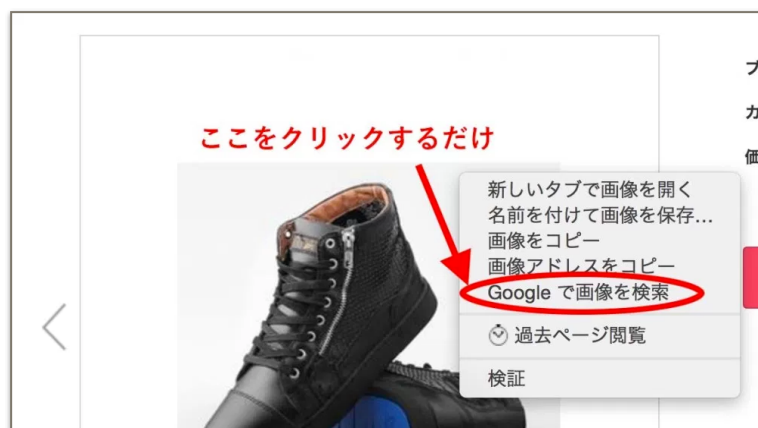 ここをクリックするだけ
新しいタブで画像を開く
名前を付けて画像を保存...
画像をコピー
画像アドレスをコピー
Google で画像を検索
過去ページ閲覧
検証